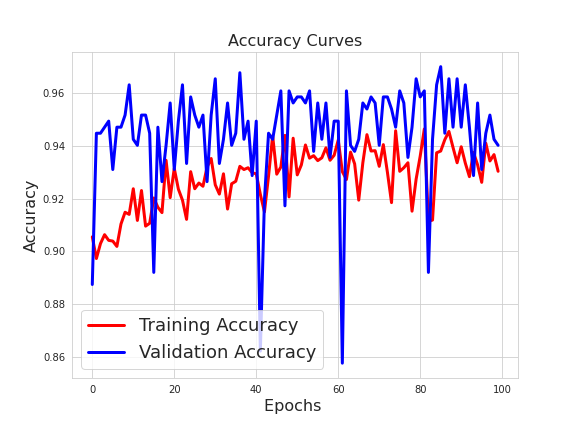 Accuracy Curves
Accuracy
0.96
0.94
0.92
0.90
0.88
0.86
Training Accuracy
Validation Accuracy
0
20
40
60
80
100
Epochs